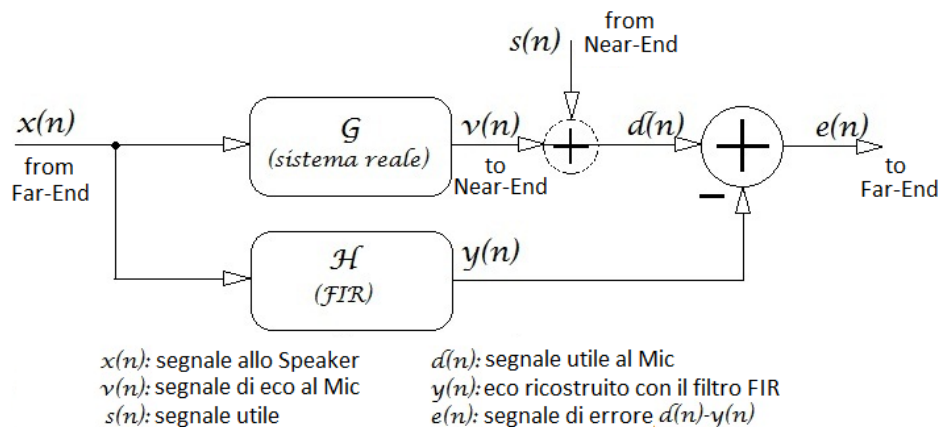 from
Near-End
s(n)
x(n)
from
Far-End
G
(sistema reale)
v(n)
to
Near-End
+
d(n)
+
−
e(n)
to
Far-End
H
(FIR)
y(n)
x(n): segnale allo Speaker
v(n): segnale di eco al Mic
s(n): segnale utile
d(n): segnale utile al Mic
y(n): eco ricostruito con il filtro FIR
e(n): segnale di errore d(n)-y(n)